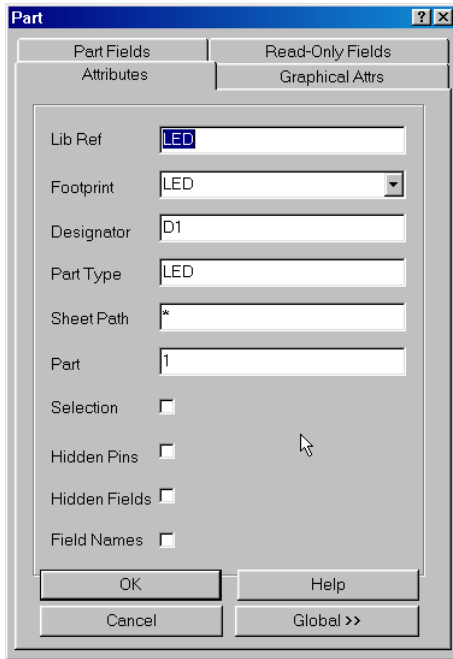 Part
Part Fields Read-Only Fields
Attributes Graphical Attrs
Lib Ref LED
Footprint LED
Designator D1
Part Type LED
Sheet Path *
Part 1
Selection
Hidden Pins
Hidden Fields
Field Names
OK Help
Cancel Global >>